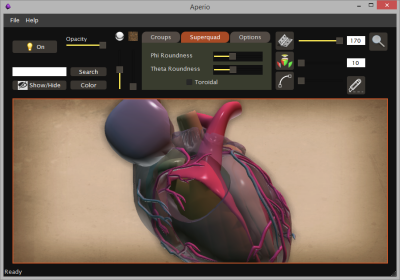 Aperio
File Help
Groups Superquad Options
On
Opacity
170
Phi Roundness
Theta Roundness
10
Search
Toroidal
Show/Hide Color
Ready